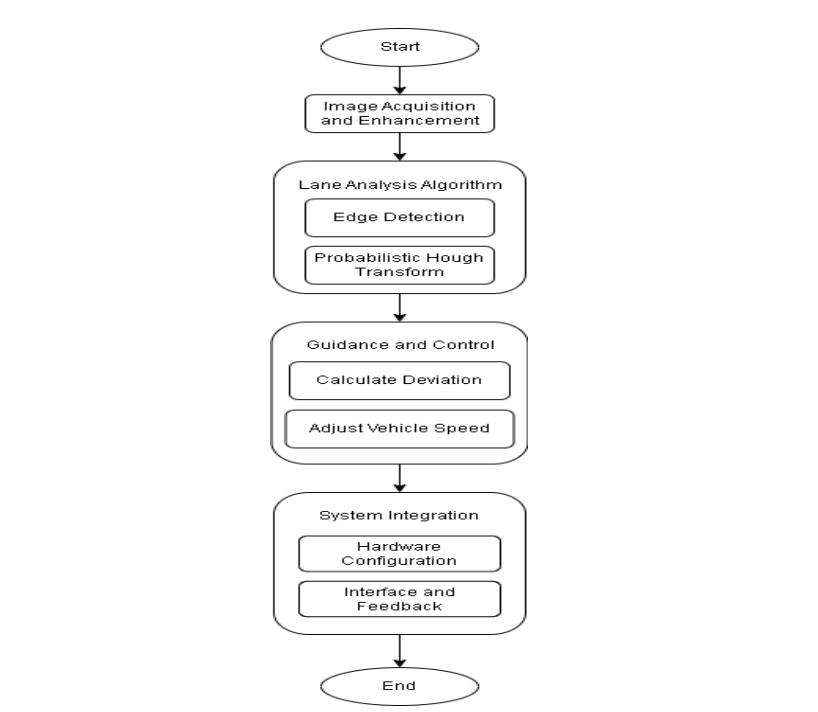 Start
Image Acquisition
and Enhancement
Lane Analysis Algorithm
Edge Detection
Probabilistic Hough
Transform
Guidance and Control
Calculate Deviation
Adjust Vehicle Speed
System Integration
Hardware
Configuration
Interface and
Feedback
End